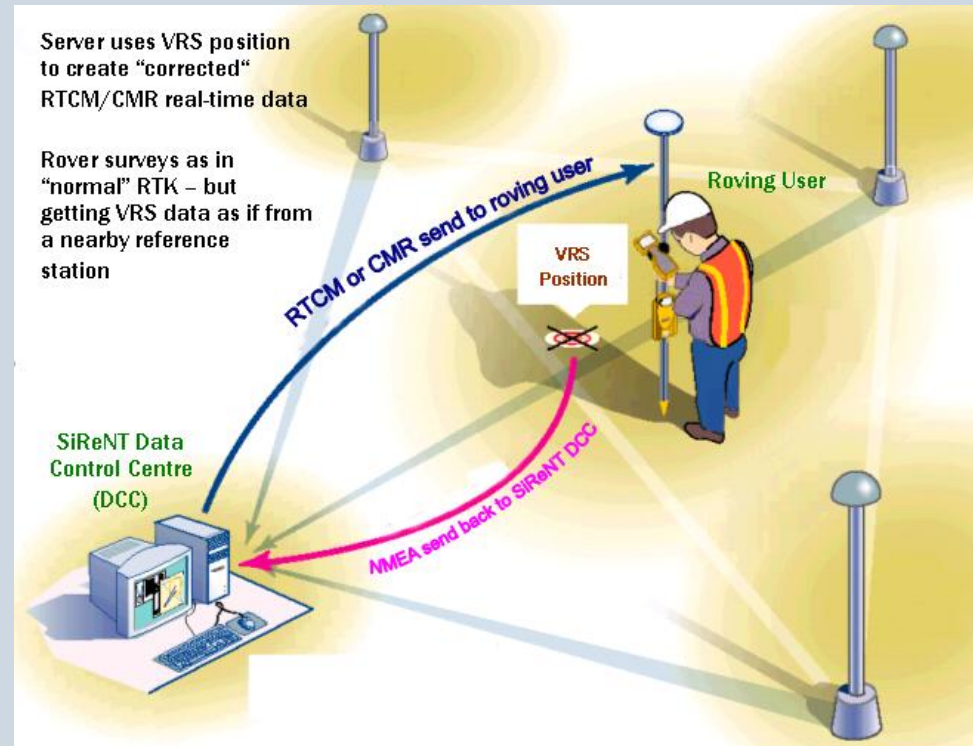 Server uses VRS position
to create “corrected“
RTCM/CMR real-time data
Rover surveys as in
“normal” RTK – but
getting VRS data as if from
a nearby reference
station
RTCM or CMR send to roving user
Roving User
VRS
Position
SiReNT Data
Control Centre
(DCC)
NMEA send back to SiReNT DCC